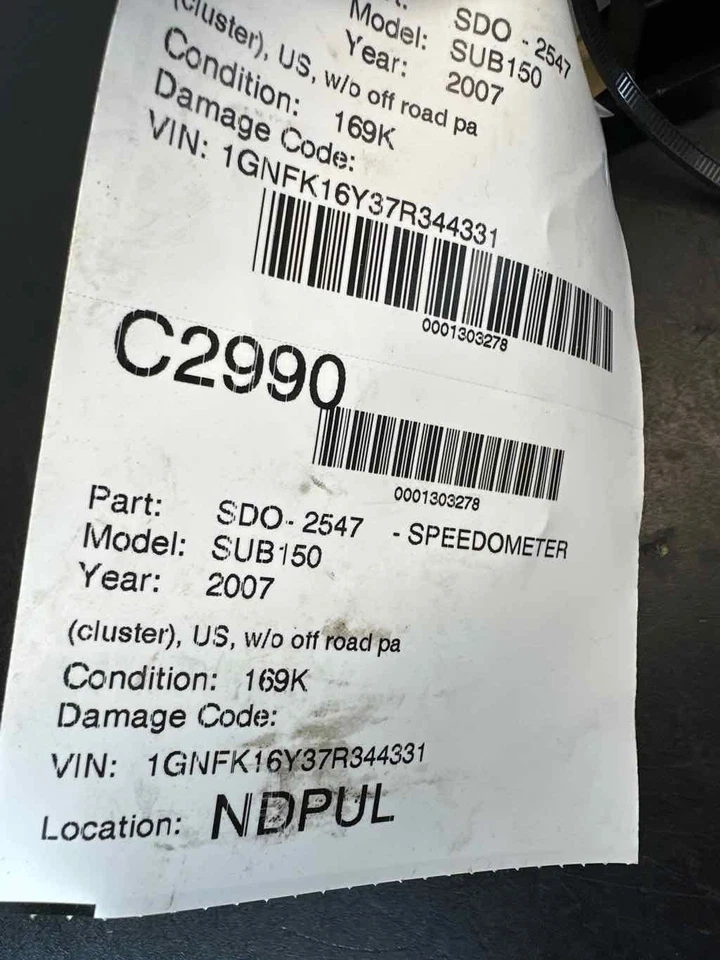 SDO - 2547
Model: SUB150
Year: 2007
(cluster), US, w/o off road pa
Condition: 169K
Damage Code:
VIN: 1GNFK16Y37R344331
0001303278
C2990
0001303278
Part: SDO - 2547 - SPEEDOMETER
Model: SUB150
Year: 2007
(cluster), US, w/o off road pa
Condition: 169K
Damage Code:
VIN: 1GNFK16Y37R344331
Location: NDPUL